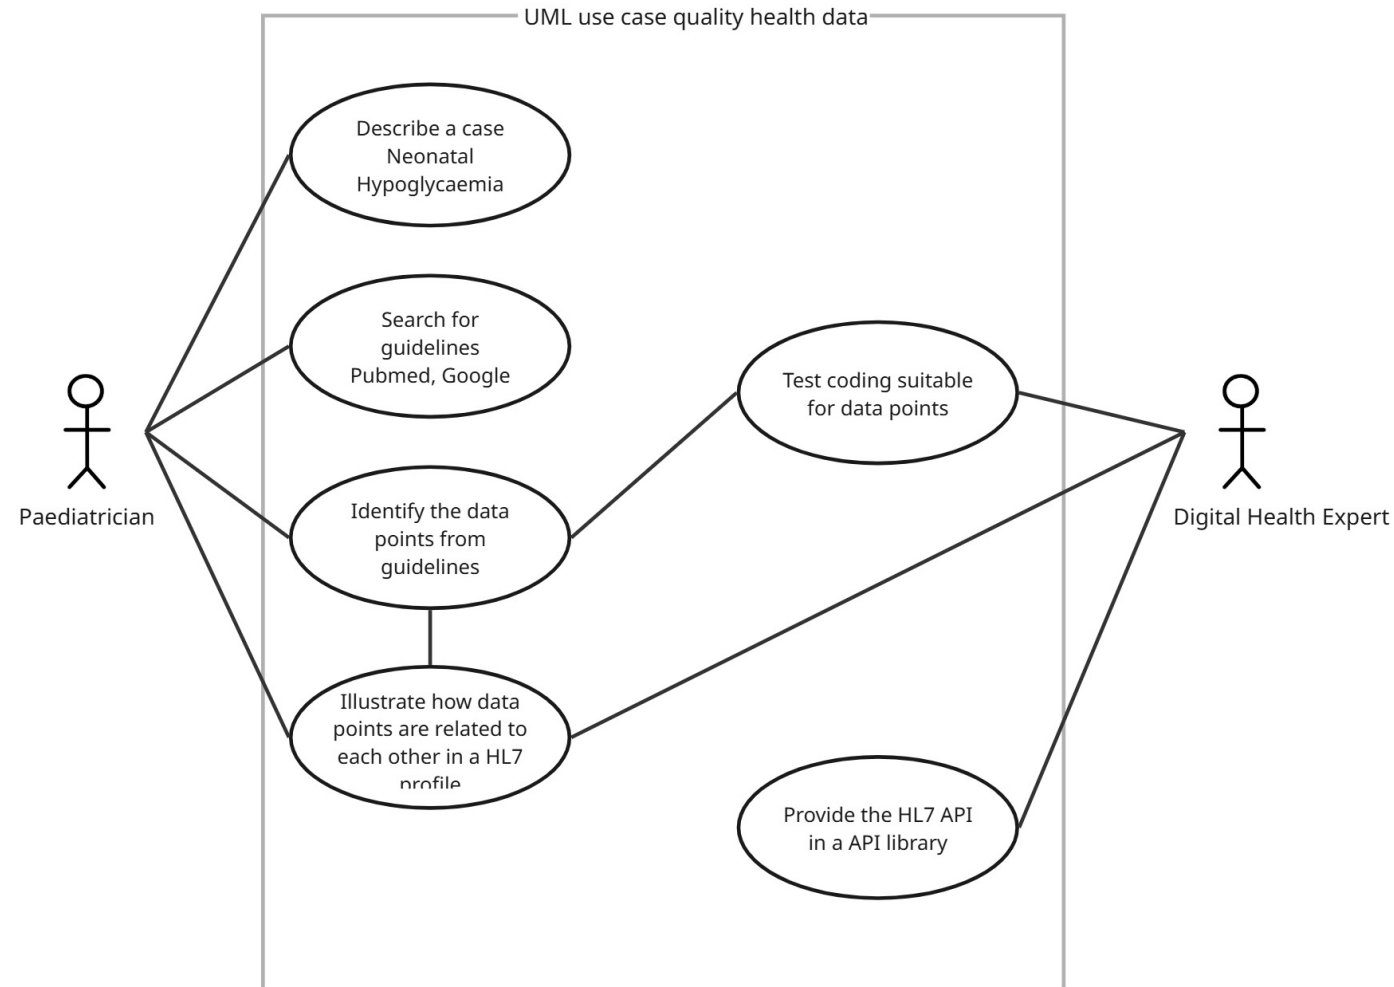 UML use case quality health data
Describe a case
Neonatal
Hypoglycaemia
Search for
guidelines
Pubmed, Google
Test coding suitable
for data points
Paediatrician
Identify the data
points from
guidelines
Digital Health Expert
Illustrate how data
points are related to
each other in a HL7
profile
Provide the HL7 API
in a API library